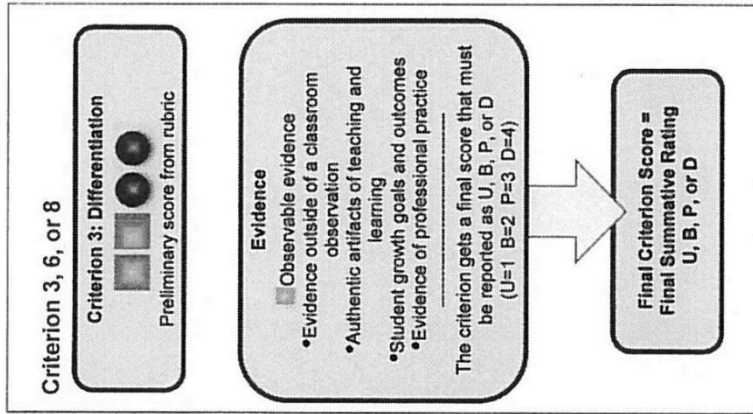 Criterion 3, 6, or 8
Criterion 3: Differentiation
Preliminary score from rubric
Evidence
Observable evidence
•Evidence outside of a classroom
observation
•Authentic artifacts of teaching and
learning
•Student growth goals and outcomes
•Evidence of professional practice
The criterion gets a final score that must
be reported as U, B, P, or D
(U=1 B=2 P=3 D=4)
Final Criterion Score =
Final Summative Rating
U, B, P, or D